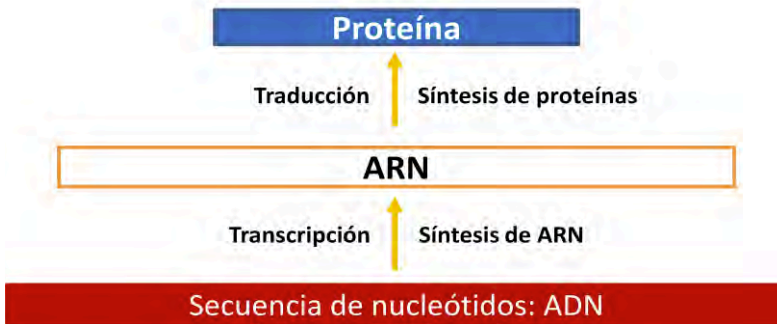 Proteína
Traducción Síntesis de proteínas
ARN
Transcripción Síntesis de ARN
Secuencia de nucleótidos: ADN